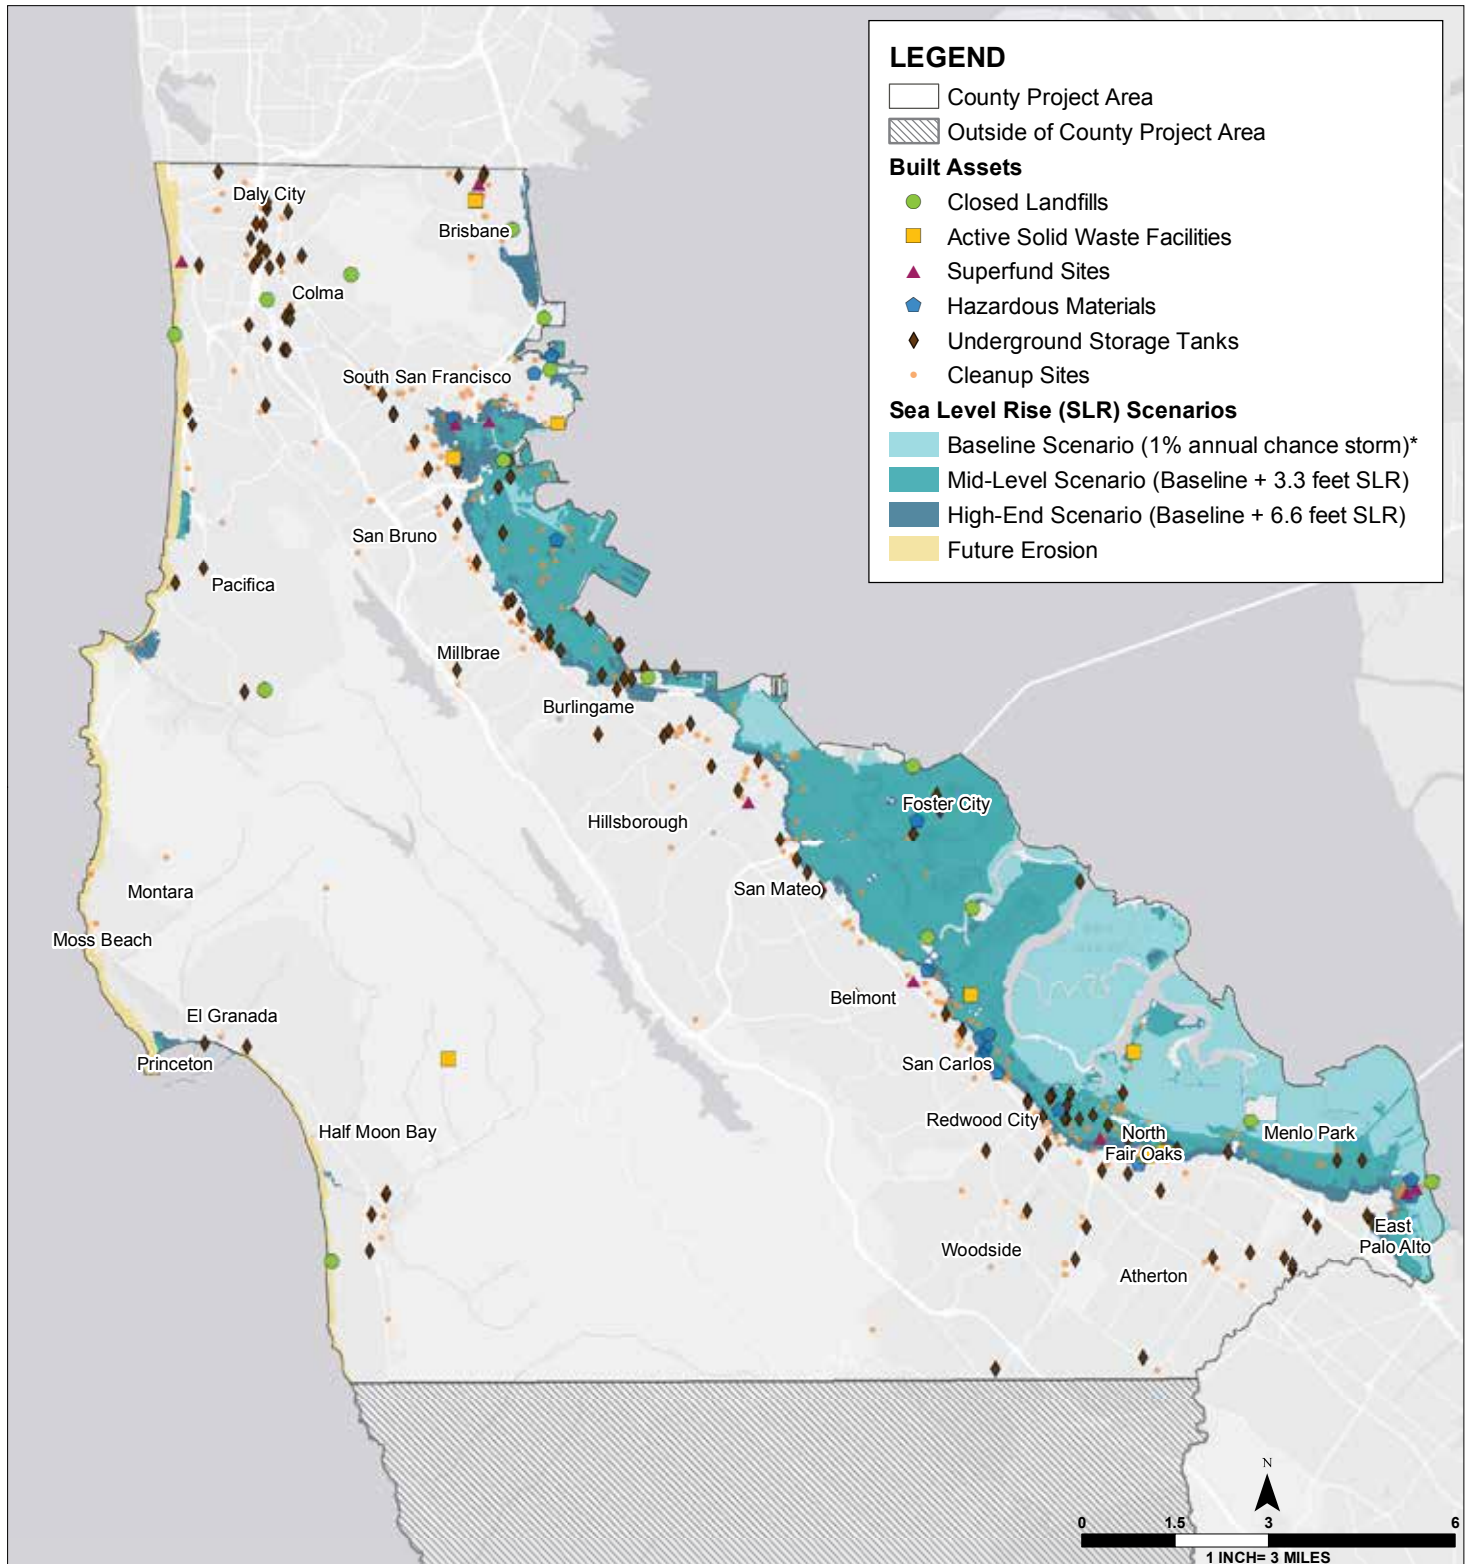 LEGEND
County Project Area
Outside of County Project Area
Built Assets
Closed Landfills
Active Solid Waste Facilities
Superfund Sites
Hazardous Materials
Underground Storage Tanks
Cleanup Sites
Sea Level Rise (SLR) Scenarios
Baseline Scenario (1% annual chance storm)*
Mid-Level Scenario (Baseline + 3.3 feet SLR)
High-End Scenario (Baseline + 6.6 feet SLR)
Future Erosion
Daly City
Brisbane
Colma
South San Francisco
San Bruno
Pacifica
Millbrae
Burlingame
Foster City
Hillsborough
San Mateo
Montara
Moss Beach
Belmont
El Granada
Princeton
San Carlos
Redwood City
Half Moon Bay
North
Fair Oaks
Menlo Park
East
Palo Alto
Woodside
Atherton
N
0 1.5 3 6
1 INCH= 3 MILES